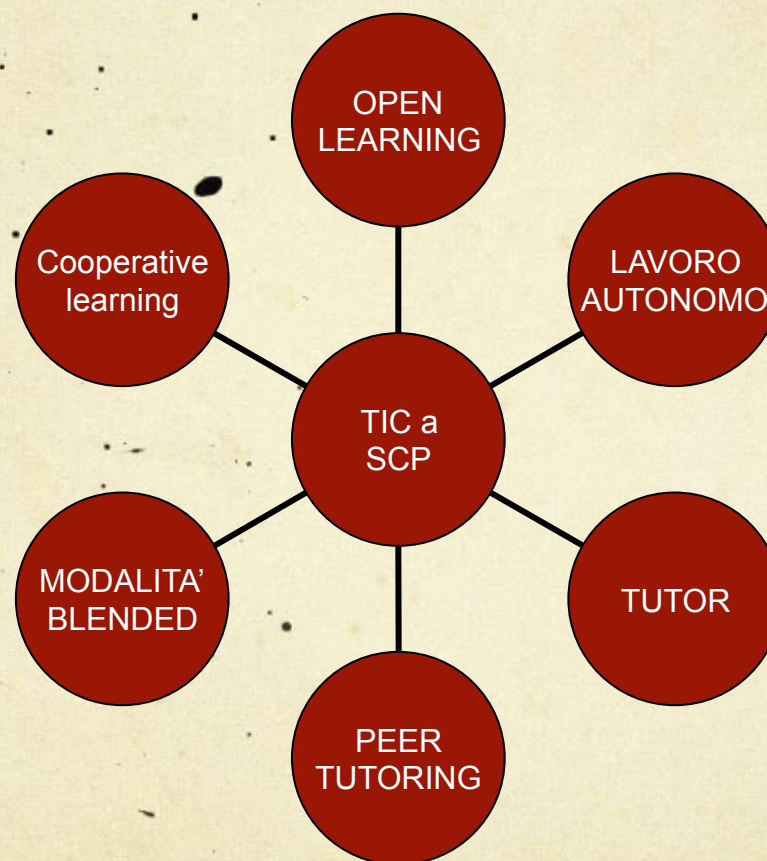 OPEN
LEARNING
Cooperative
learning
LAVORO
AUTONOMO
TIC a
SCP
MODALITA'
BLENDED
TUTOR
PEER
TUTORING